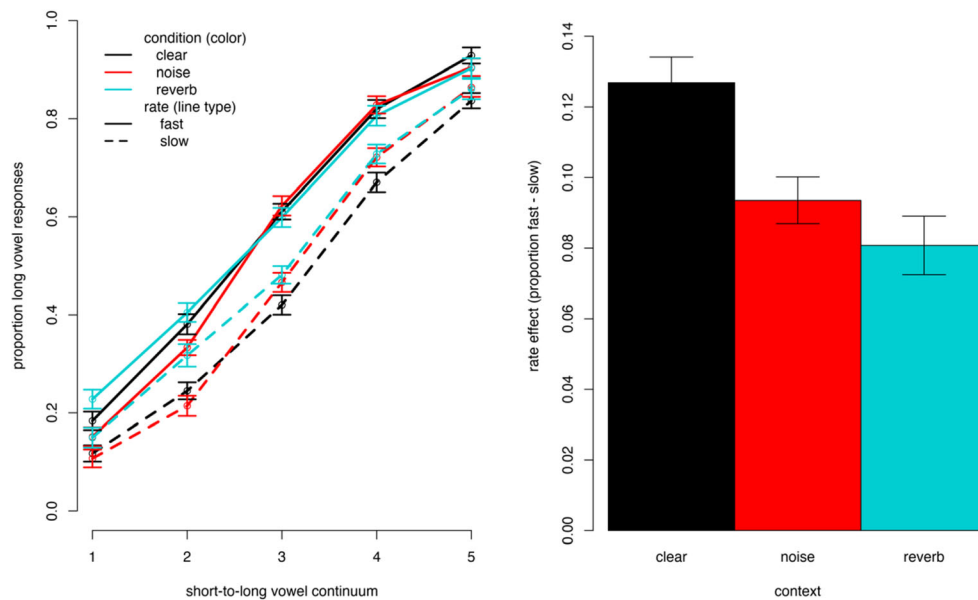 condition (color)
clear
noise
reverb
rate (line type)
fast
slow
proportion long vowel responses
1.0
0.8
0.6
0.4
0.2
0.0
1 2 3 4 5
short-to-long vowel continuum
rate effect (proportion fast - slow)
0.14
0.12
0.10
0.08
0.06
0.04
0.02
0.00
clear noise reverb
context